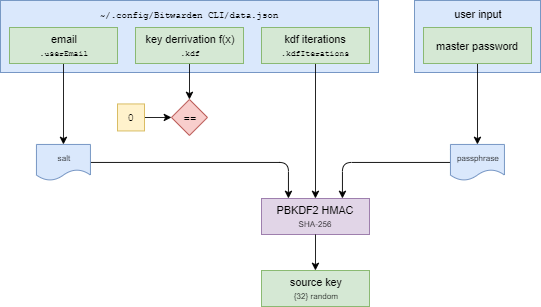 ~/.config/Bitwarden CLI/data.json
user input
email
.userEmail
key derrivation f(x)
.kdf
kdf iterations
.kdfIterations
master password
0
==
salt
passphrase
PBKDF2 HMAC
SHA-256
source key
{32} random